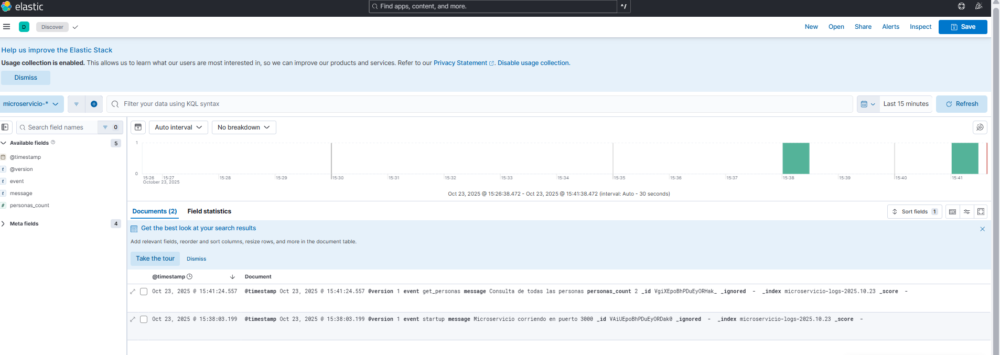 elastic
Find apps, content, and more.
^/
D
Discover
New
Open
Share
Alerts
Inspect
Save
Help us improve the Elastic Stack
Usage collection is enabled. This allows us to learn what our users are most interested in, so we can improve our products and services. Refer to our Privacy Statement. Disable usage collection.
Dismiss
microservicio-*
Filter your data using KQL syntax
Last 15 minutes
Refresh
Search field names
0
Auto interval
No breakdown
Available fields
5
@timestamp
t @version
t event
t message
# personas_count
Meta fields
4
1
0
15:26 15:27 15:28 15:29 15:30 15:31 15:32 15:33 15:34 15:35 15:36 15:37 15:38 15:39 15:40 15:41
October 23, 2025
Oct 23, 2025 @ 15:26:38.472 - Oct 23, 2025 @ 15:41:38.472 (interval: Auto - 30 seconds)
Documents (2)
Field statistics
Sort fields 1
Get the best look at your search results
Add relevant fields, reorder and sort columns, resize rows, and more in the document table.
Take the tour
Dismiss
@timestamp
Document
Oct 23, 2025 @ 15:41:24.557 @timestamp Oct 23, 2025 @ 15:41:24.557 @version 1 event get_personas message Consulta de todas las personas personas_count 2 _id VgiXEpoBhPDuEyORHak_ _ignored - _index microservicio-logs-2025.10.23 _score -
Oct 23, 2025 @ 15:38:03.199 @timestamp Oct 23, 2025 @ 15:38:03.199 @version 1 event startup message Microservicio corriendo en puerto 3000 _id VAiUEpoBhPDuEyORDak0 _ignored - _index microservicio-logs-2025.10.23 _score -